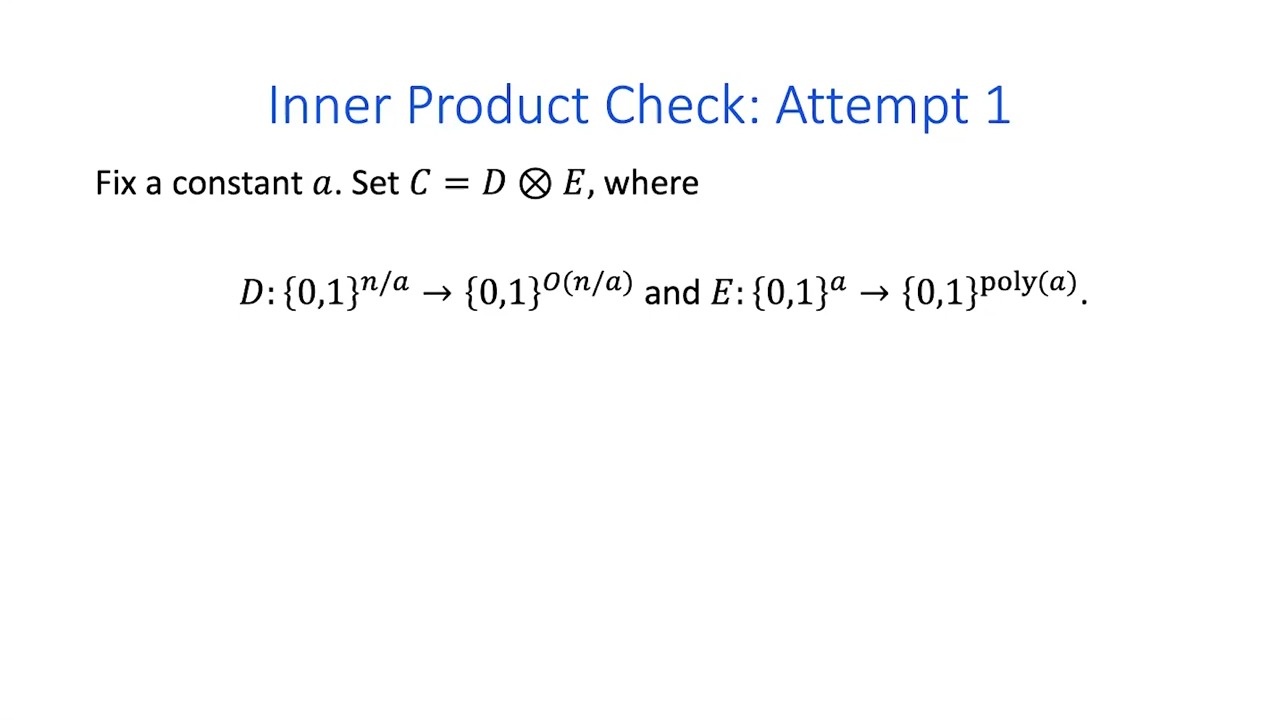 Inner Product Check: Attempt 1
Fix a constant a. Set C = D ⊗ E, where
D: {0,1}^{n/a} → {0,1}^{O(n/a)} and E: {0,1}^a → {0,1}^{poly(a)}.